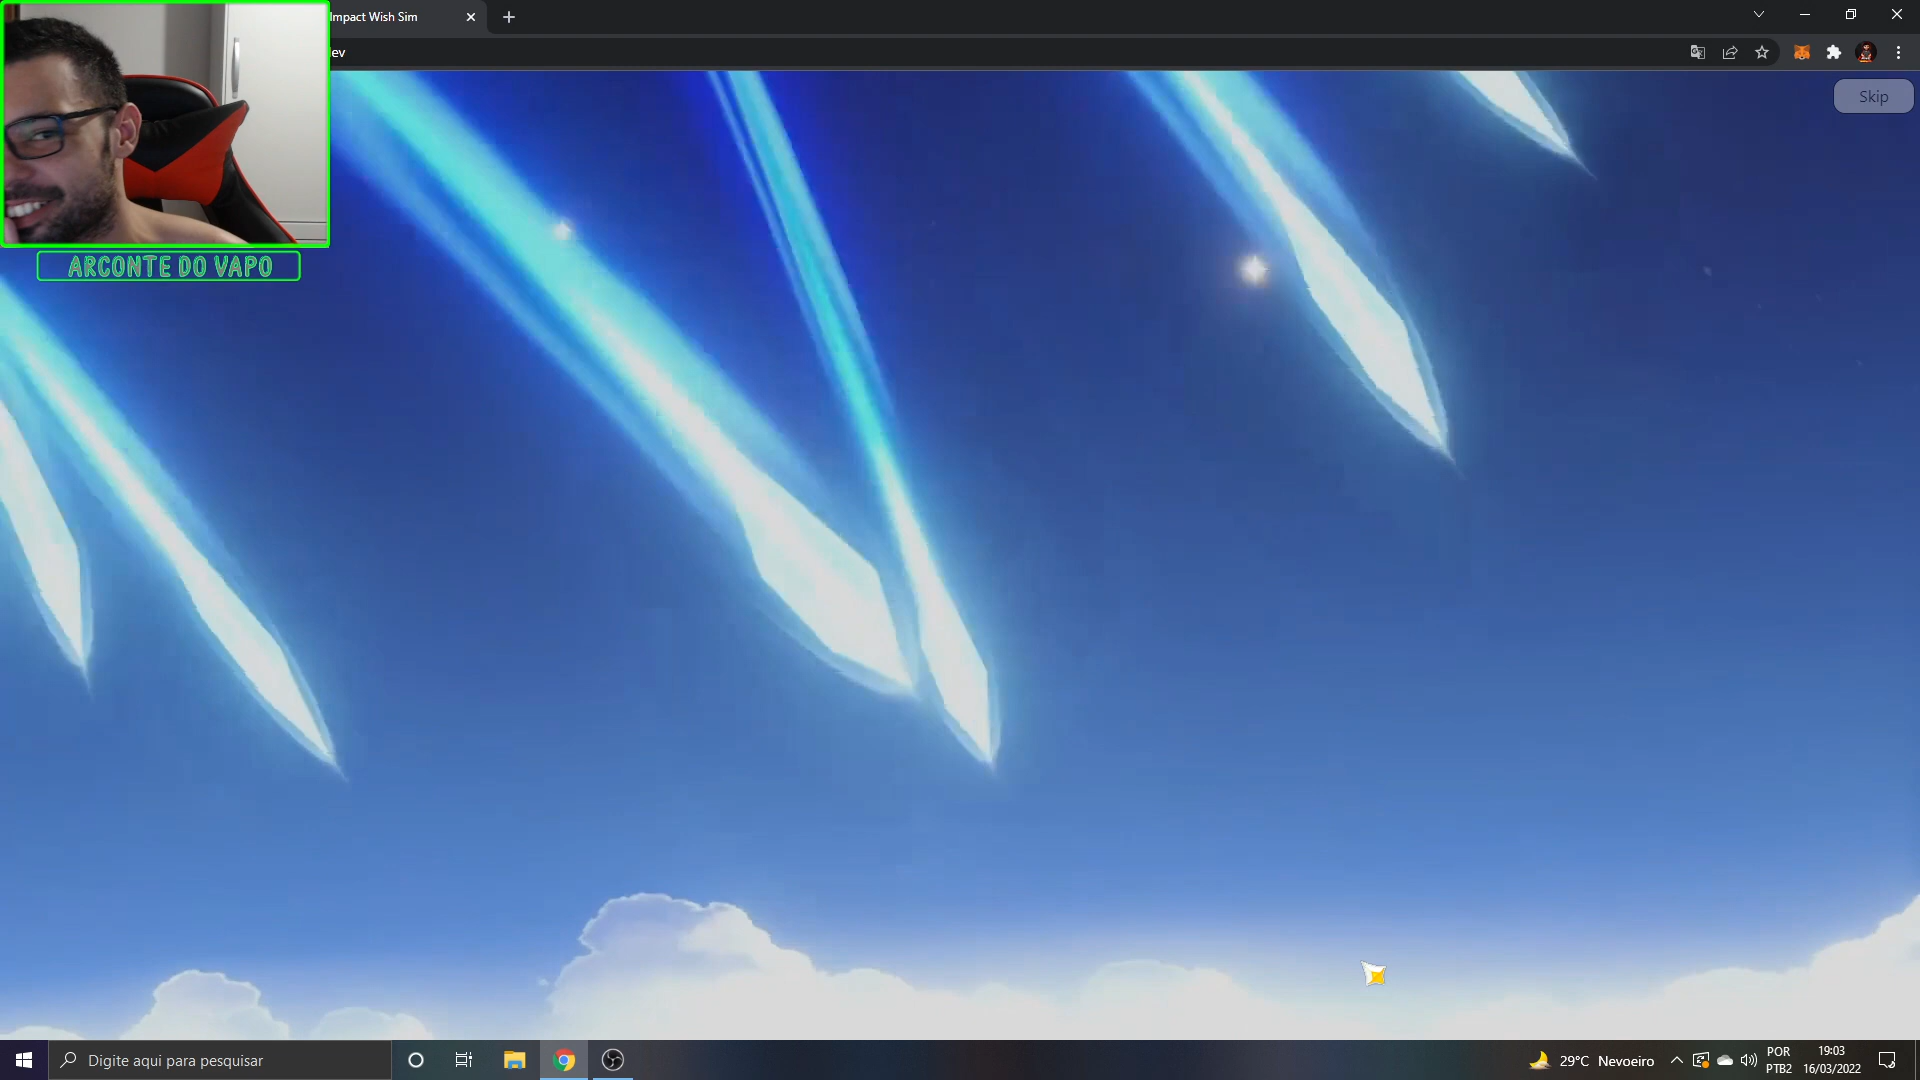 Impact Wish Sim
lev
Skip
ARCONTE DO VAPO
Digite aqui para pesquisar
29°C Nevoeiro
POR
PTB2
19:03
16/03/2022